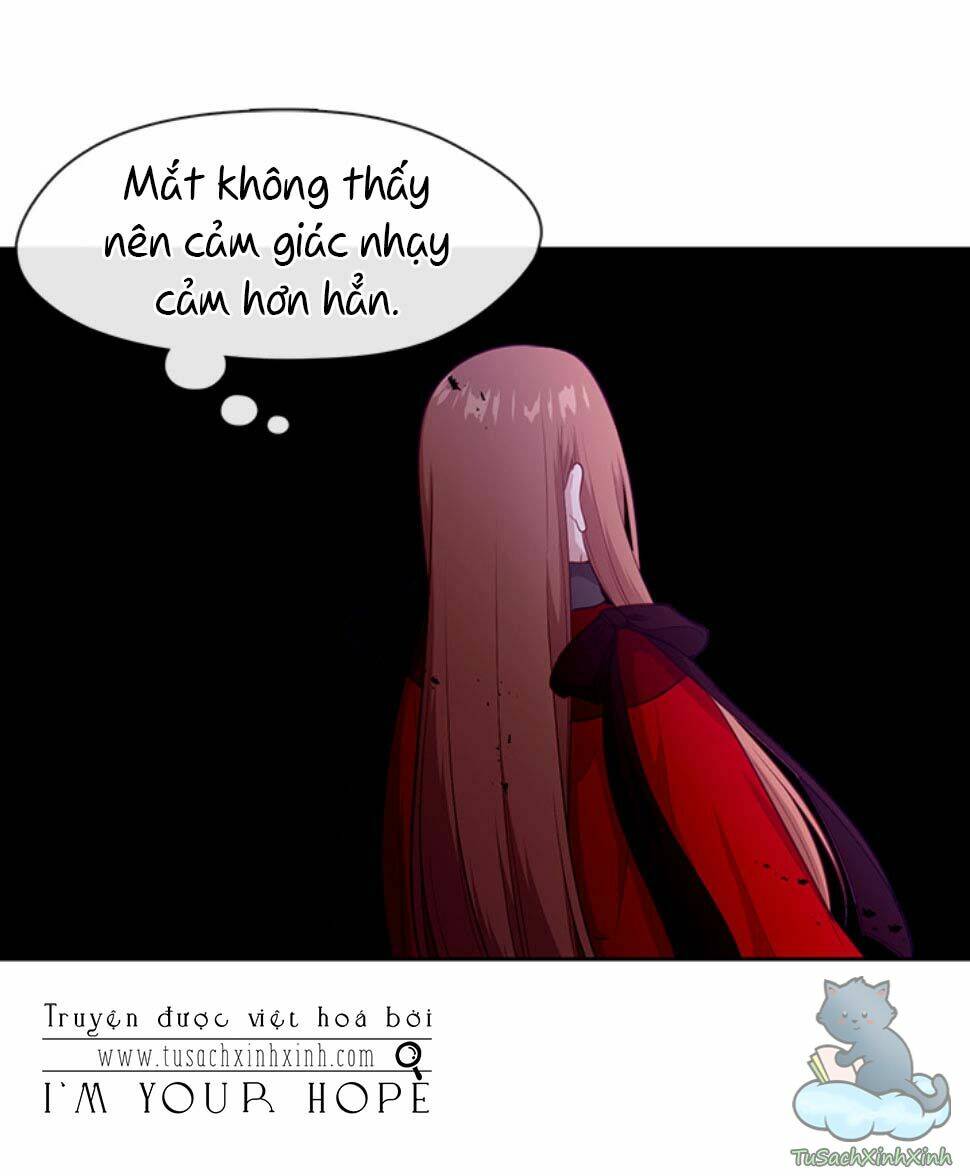 Mắt không thấy
nên cảm giác nhạy
cảm hơn hẳn.
Truyện được việt hoá bởi
www.tusachxinhxinh.com
I'M YOUR HOPE
TuSachXinhXinh